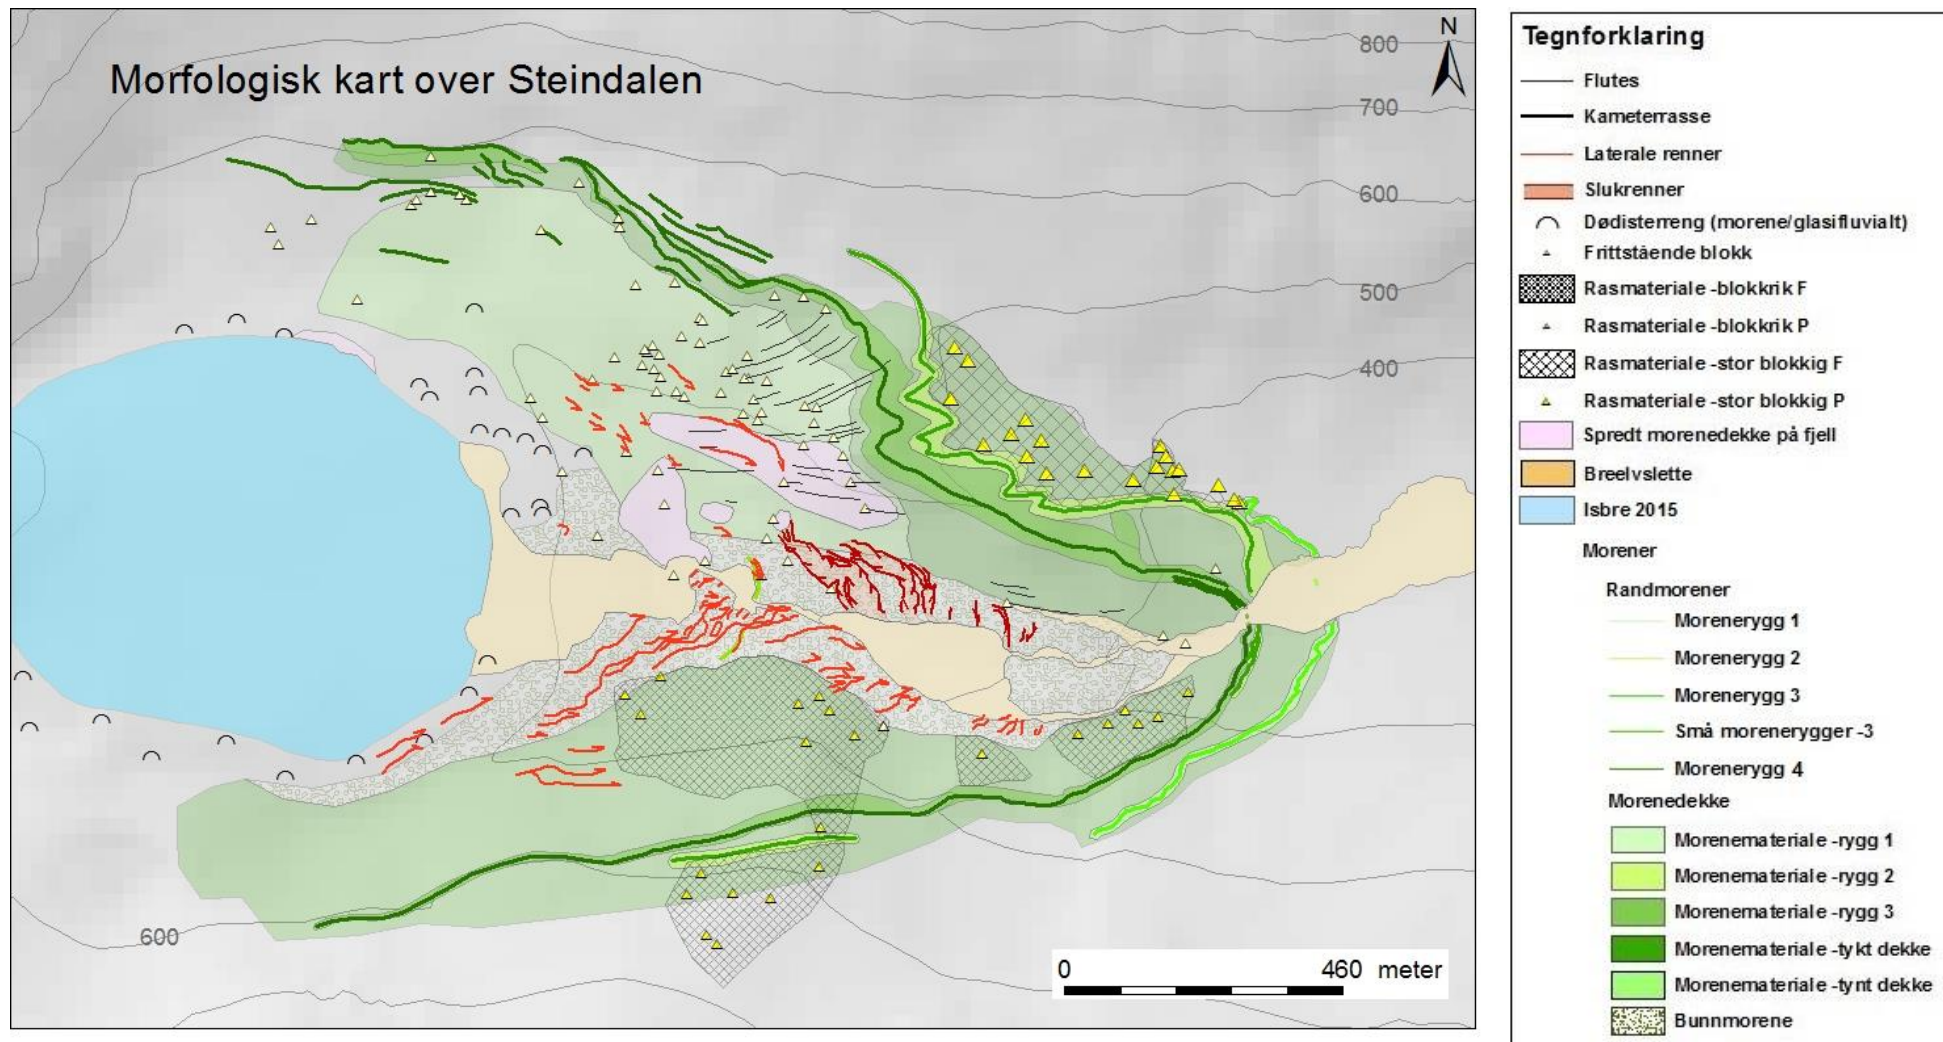 Morfologisk kart over Steindalen
N
800
700
600
500
400
600
0 460 meter
Tegnforklaring
Flutes
Kameterrasse
Laterale renner
Slukrenner
Dødisterreng (morene/glasifluvialt)
Frittstående blokk
Rasmateriale -blokkrik F
Rasmateriale -blokkrik P
Rasmateriale -stor blokkig F
Rasmateriale -stor blokkig P
Spredt morenedekke på fjell
Breelvslette
Isbre 2015
Morener
Randmorener
Morenerygg 1
Morenerygg 2
Morenerygg 3
Små morenerygger -3
Morenerygg 4
Morenedekke
Morenemateriale -rygg 1
Morenemateriale -rygg 2
Morenemateriale -rygg 3
Morenemateriale -tykt dekke
Morenemateriale -tynt dekke
Bunnmorene